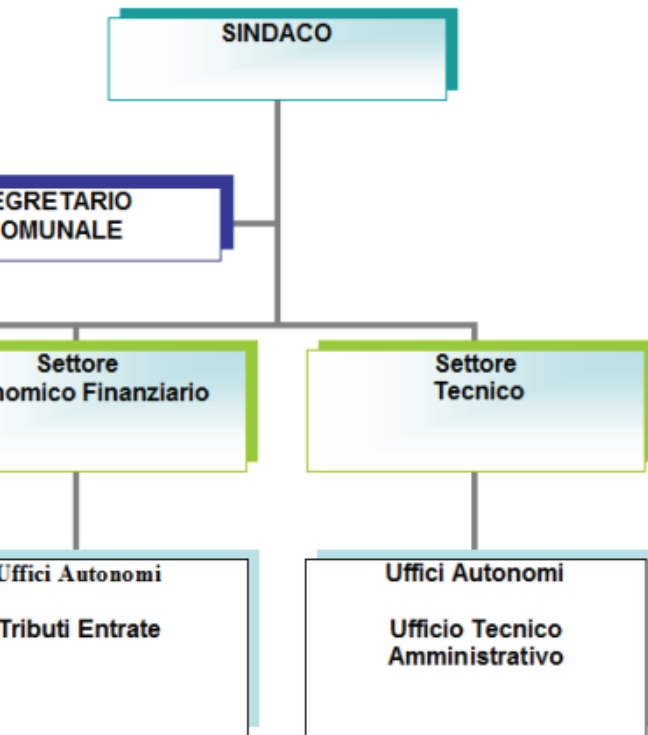 SINDACO
EGRETARIO
OMUNALE
Settore
nomico Finanziario
Settore
Tecnico
Uffici Autonomi
Tributi Entrate
Uffici Autonomi
Ufficio Tecnico
Amministrativo